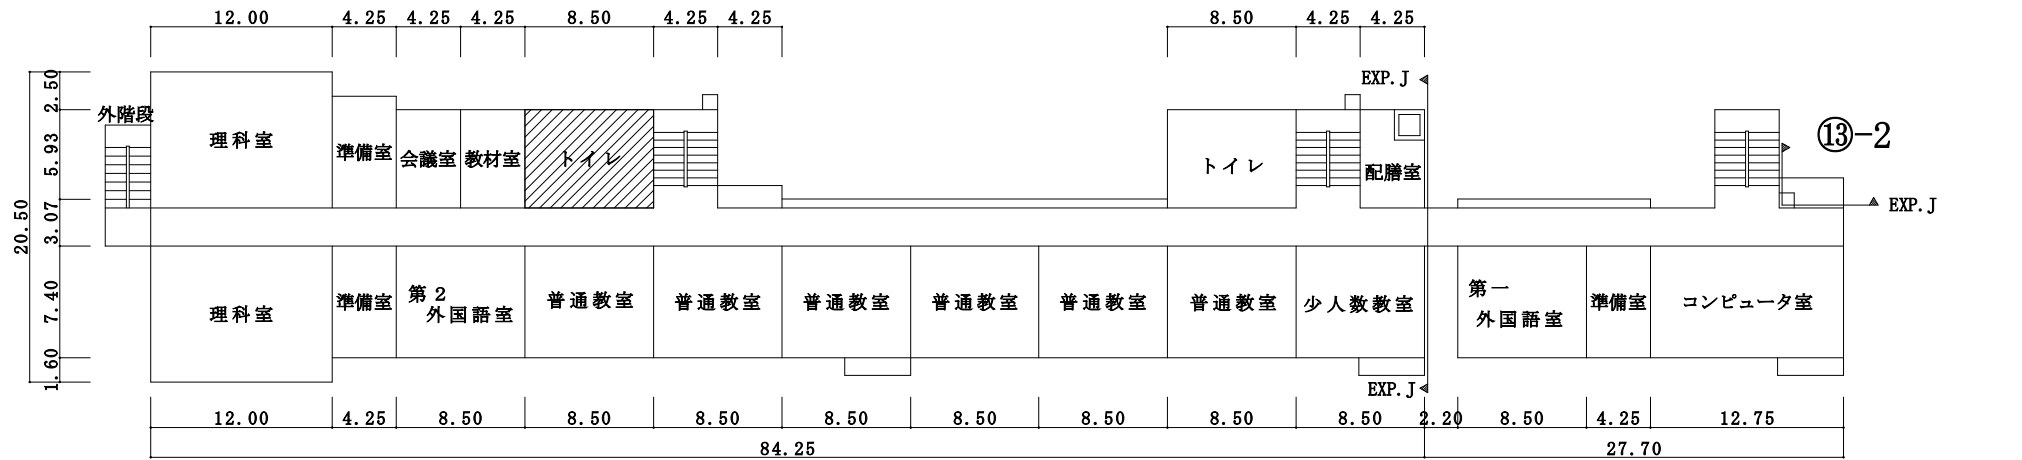 12.00 4.25 4.25 4.25 8.50 4.25 4.25 8.50 4.25 4.25
EXP.J
2.50
5.93
3.07
7.40
1.60
20.50
外階段
理科室 準備室 会議室 教材室 トイレ トイレ 配膳室
⑬-2
EXP.J
理科室 準備室 第２ 普通教室 普通教室 普通教室 普通教室 普通教室 普通教室 少人数教室 第一 準備室 コンピュータ室
外国語室 外国語室
EXP.J
12.00 4.25 8.50 8.50 8.50 8.50 8.50 8.50 8.50 8.50 2.20 8.50 4.25 12.75
84.25 27.70